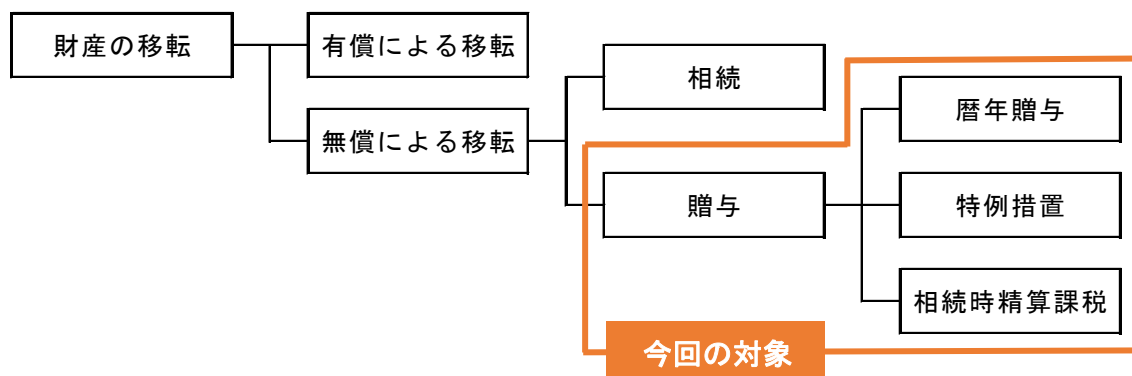 財産の移転
有償による移転
無償による移転
相続
贈与
暦年贈与
特例措置
相続時精算課税
今回の対象